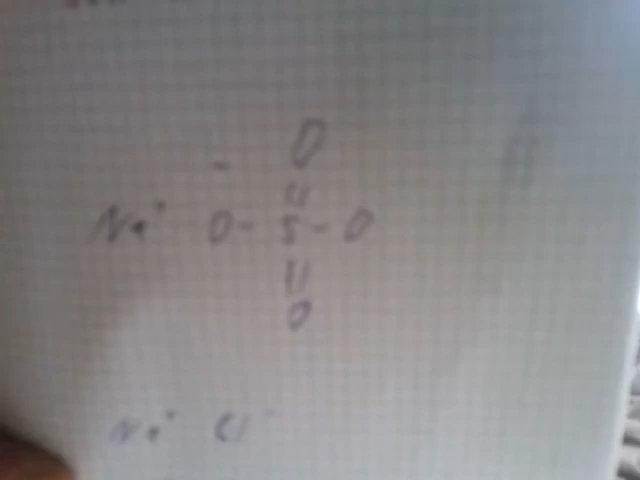 - O
||
Na+ O - S - O
||
O
Na+ Cl-